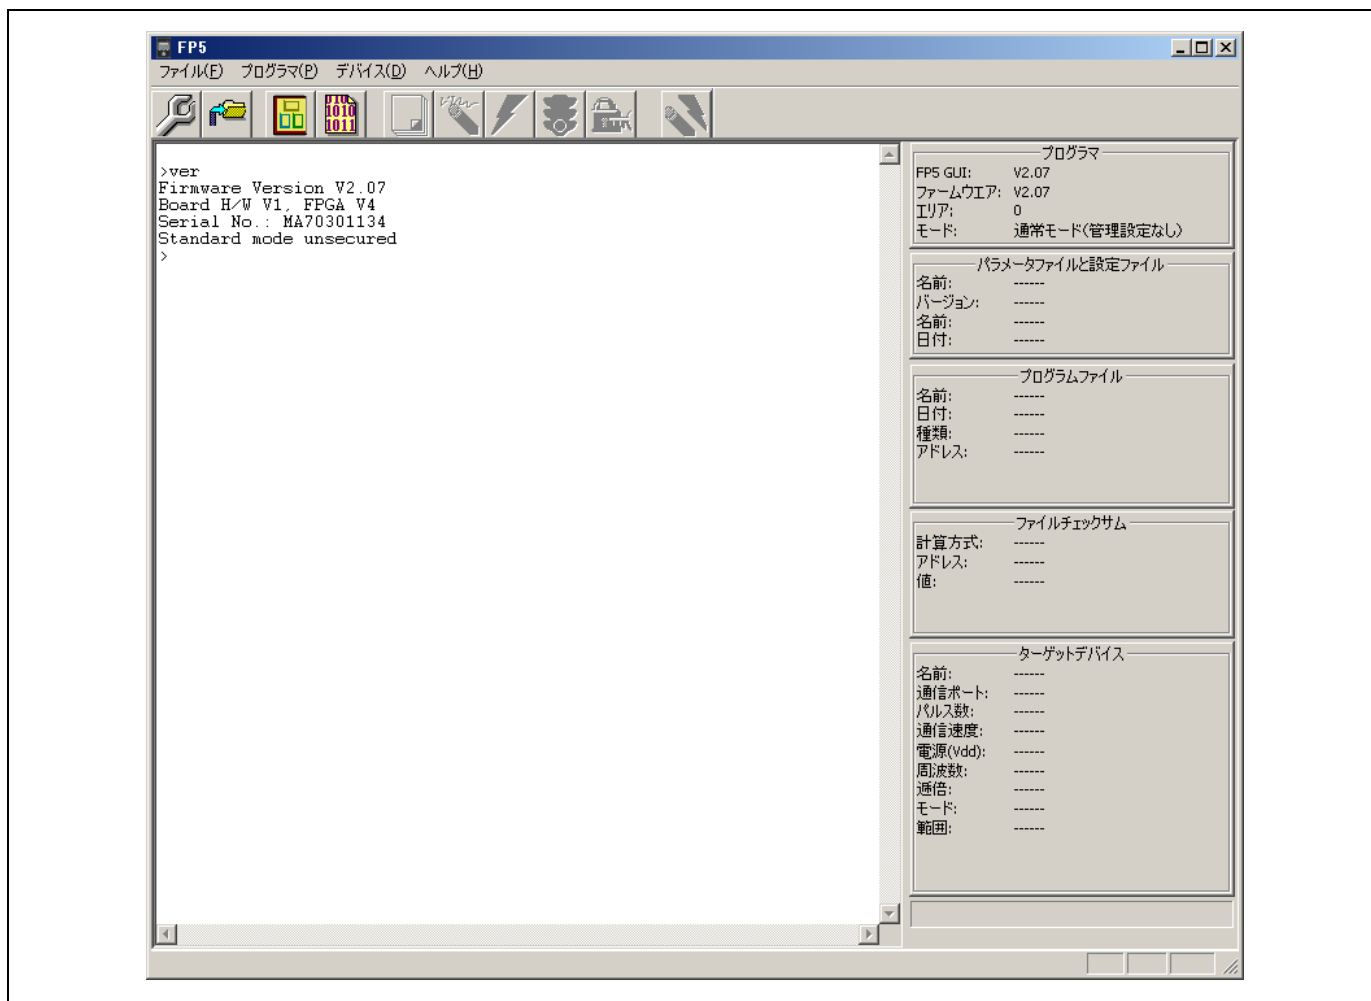 FP5
ファイル(F) プログラマ(P) デバイス(D) ヘルプ(H)
>ver
Firmware Version V2.07
Board H/W V1, FPGA V4
Serial No.: MA70301134
Standard mode unsecured
>
プログラマ
FP5 GUI: V2.07
ファームウエア: V2.07
エリア: 0
モード: 通常モード(管理設定なし)
パラメータファイルと設定ファイル
名前: ------
バージョン: ------
名前: ------
日付: ------
プログラムファイル
名前: ------
日付: ------
種類: ------
アドレス: ------
ファイルチェックサム
計算方式: ------
アドレス: ------
値: ------
ターゲットデバイス
名前: ------
通信ポート: ------
パルス数: ------
通信速度: ------
電源(Vdd): ------
周波数: ------
逓倍: ------
モード: ------
範囲: ------